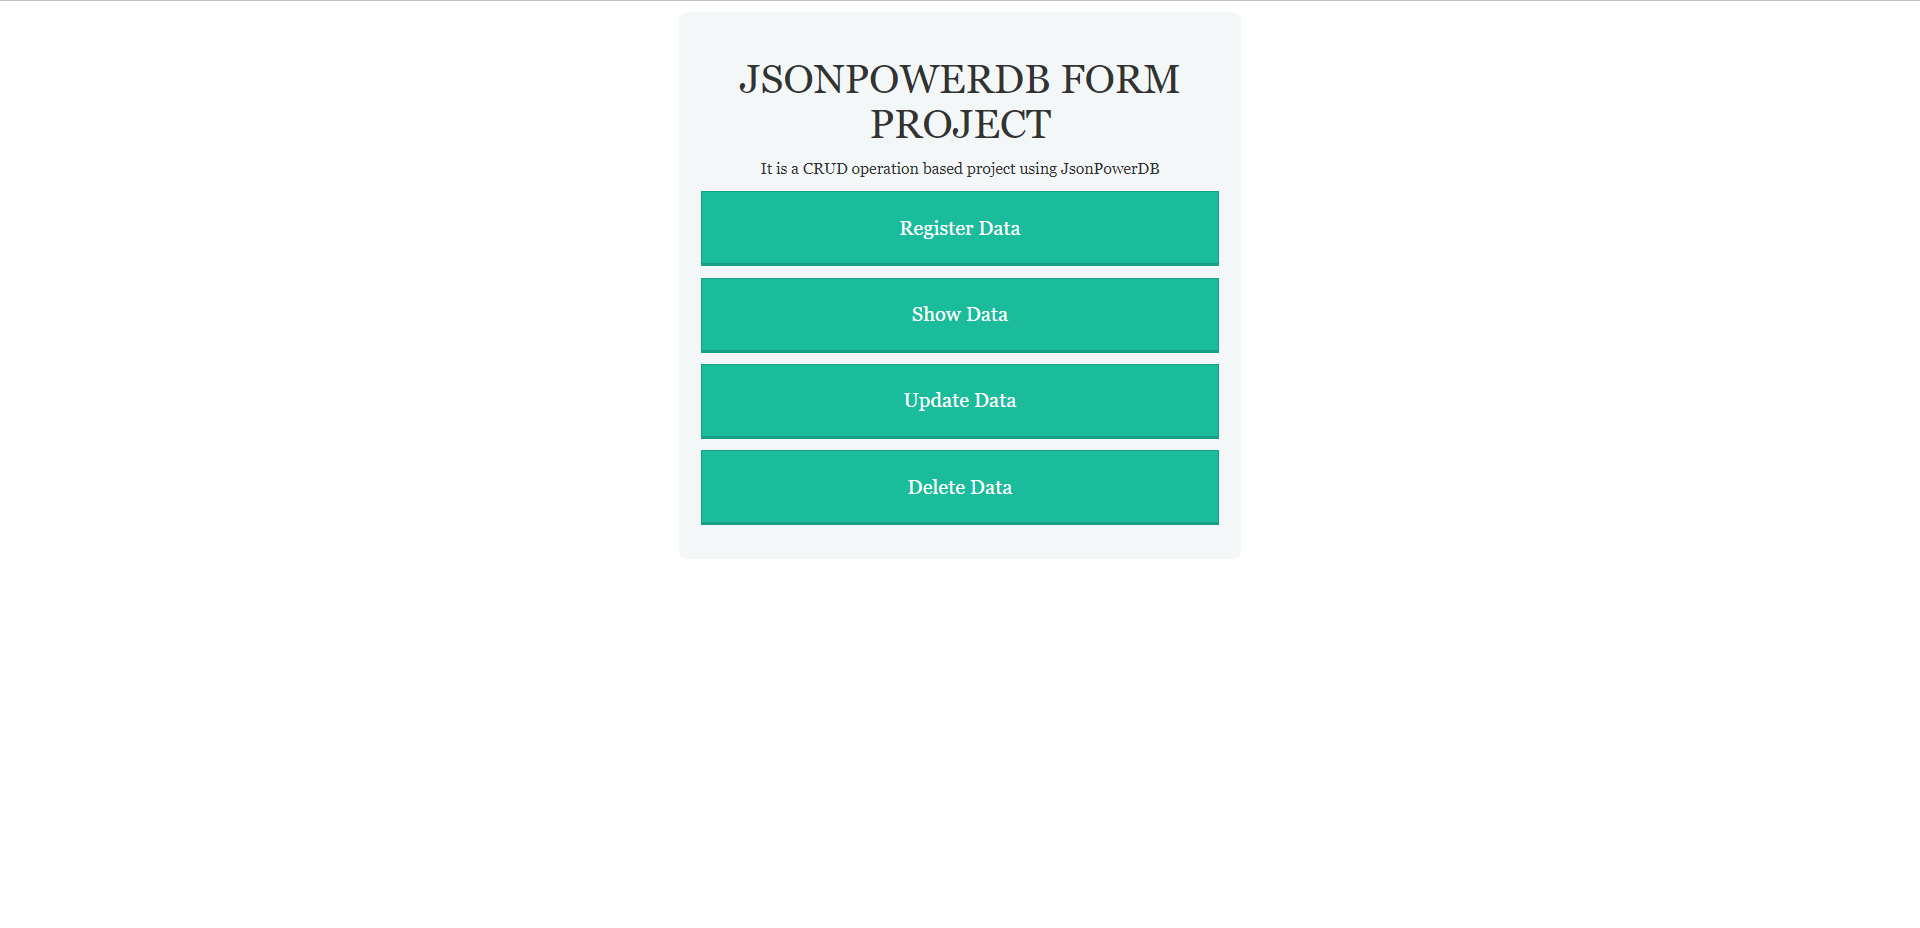 JSONPOWERDB FORM
PROJECT
It is a CRUD operation based project using JsonPowerDB
Register Data
Show Data
Update Data
Delete Data